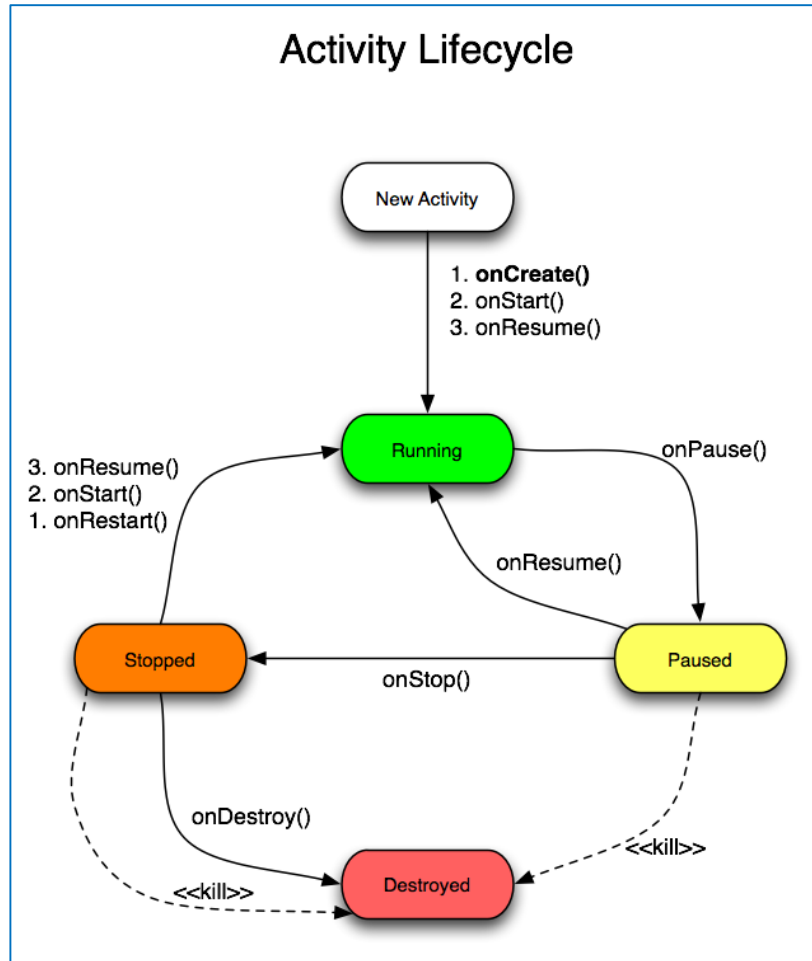 Activity Lifecycle
New Activity
1. onCreate()
2. onStart()
3. onResume()
Running
onPause()
3. onResume()
2. onStart()
1. onRestart()
onResume()
Stopped
Paused
onStop()
onDestroy()
<<kill>>
<<kill>>
Destroyed